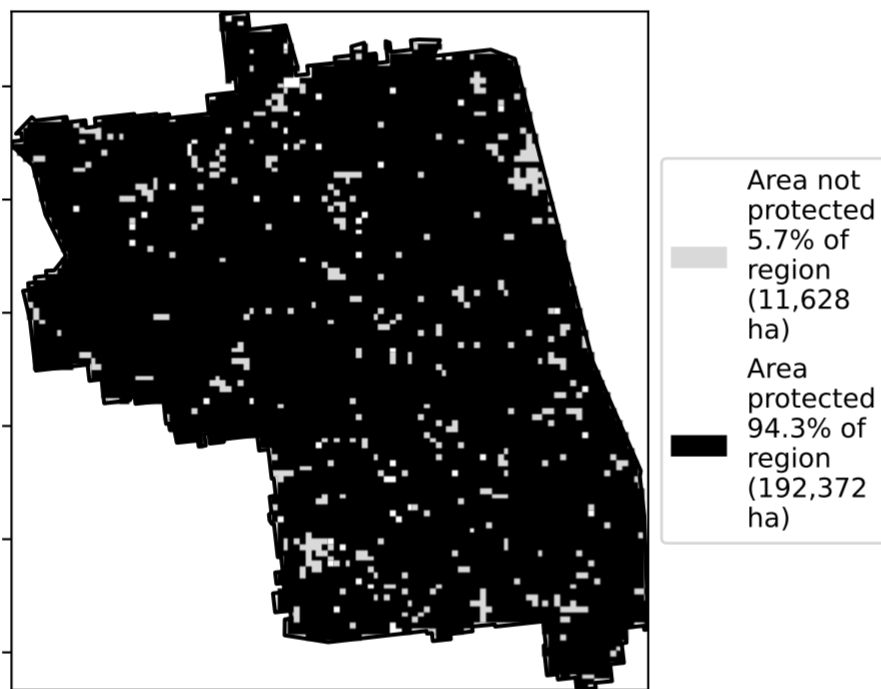 Area not
protected
5.7% of
region
(11,628
ha)
Area
protected
94.3% of
region
(192,372
ha)